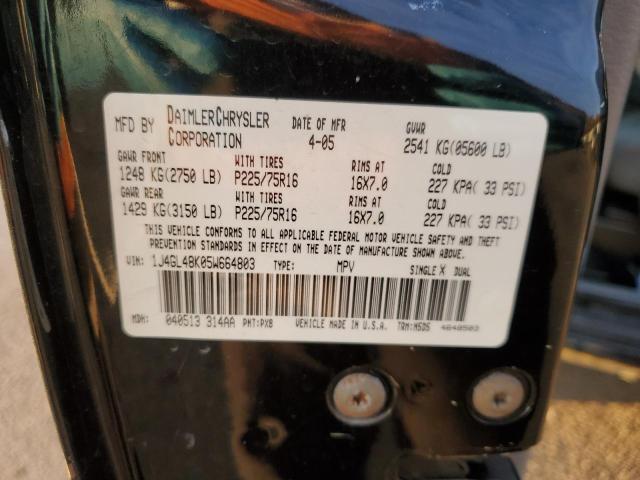 MFD BY DAIMLERCHRYSLER CORPORATION DATE OF MFR 4-05 GVWR 2541 KG(05600 LB)
GAWR FRONT WITH TIRES RIMS AT COLD
1248 KG(2750 LB) P225/75R16 16X7.0 227 KPA( 33 PSI)
GAWR REAR WITH TIRES RIMS AT COLD
1429 KG(3150 LB) P225/75R16 16X7.0 227 KPA( 33 PSI)
THIS VEHICLE CONFORMS TO ALL APPLICABLE FEDERAL MOTOR VEHICLE SAFETY AND THEFT
PREVENTION STANDARDS IN EFFECT ON THE DATE OF MANUFACTURE SHOWN ABOVE.
VIN: 1J4GL48K05W664803 TYPE: MPV SINGLE X DUAL
MDH: 040513 314AA PNT:PX8 VEHICLE MADE IN U.S.A. TRM:MSDS 4648503